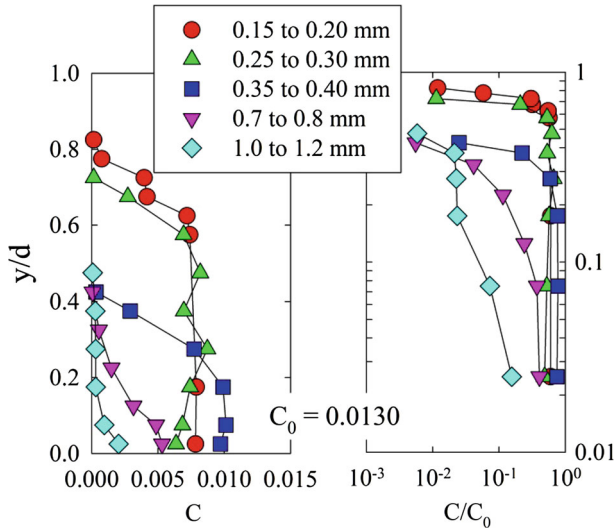 0.15 to 0.20 mm
0.25 to 0.30 mm
0.35 to 0.40 mm
0.7 to 0.8 mm
1.0 to 1.2 mm
y/d
1.0
0.8
0.6
0.4
0.2
0.0
0.000 0.005 0.010 0.015
C
C0 = 0.0130
1
0.1
0.01
10-3 10-2 10-1 100
C/C0